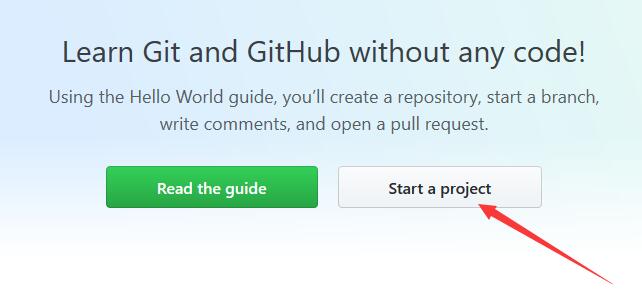 Learn Git and GitHub without any code!
Using the Hello World guide, you’ll create a repository, start a branch,
write comments, and open a pull request.
Read the guide
Start a project